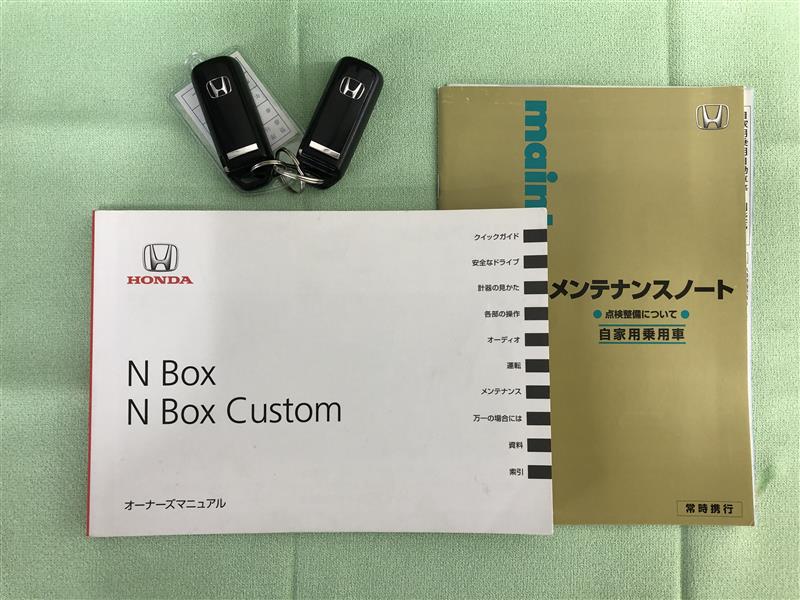 HONDA
N Box
N Box Custom
オーナーズマニュアル
クイックガイド
安全なドライブ
計器の見かた
各部の操作
オーディオ
運転
メンテナンス
万一の場合には
資料
索引
main
メンテナンスノート
● 点検整備について ●
自家用乗用車
常時携行